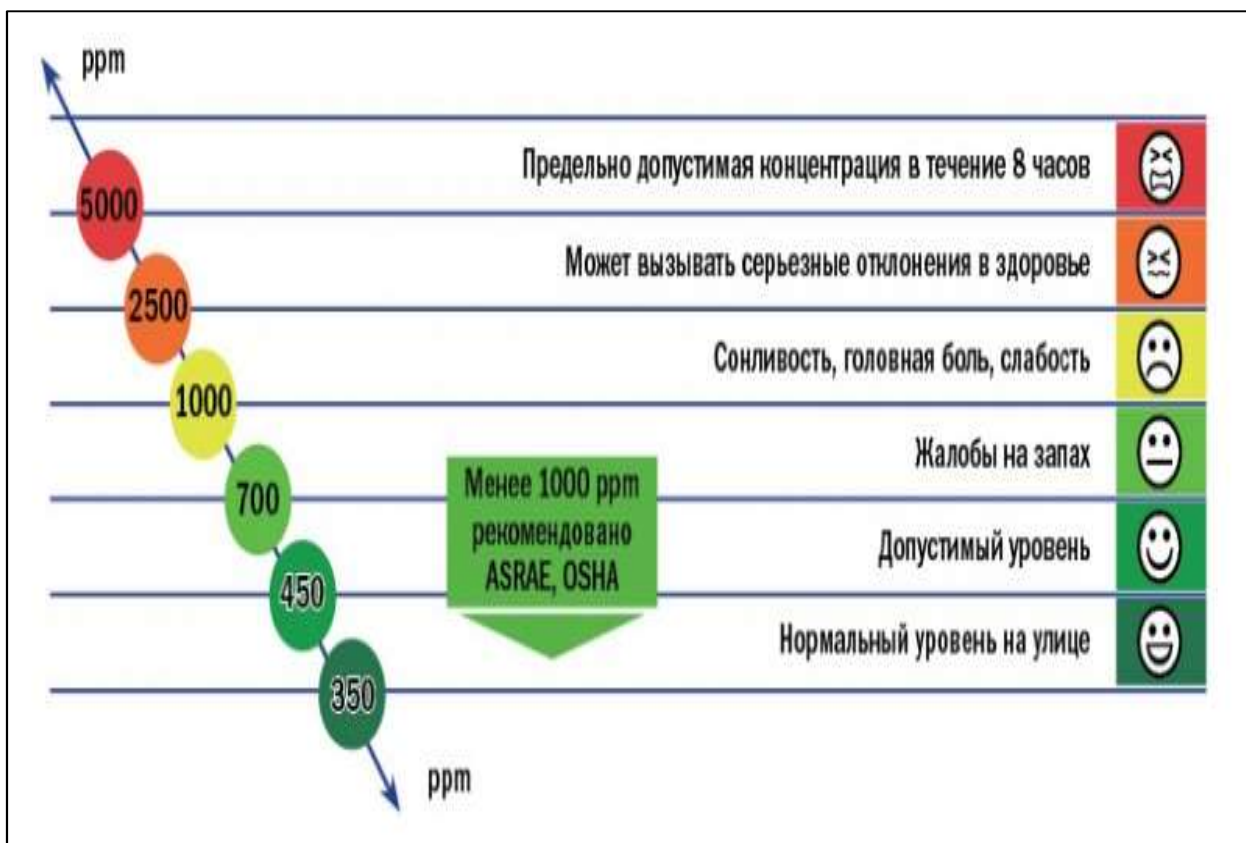 ppm
Предельно допустимая концентрация в течение 8 часов
5000
Может вызывать серьезные отклонения в здоровье
2500
Сонливость, головная боль, слабость
1000
Жалобы на запах
700
Менее 1000 ppm
рекомендовано
ASRAE, OSHA
Допустимый уровень
450
Нормальный уровень на улице
350
ppm